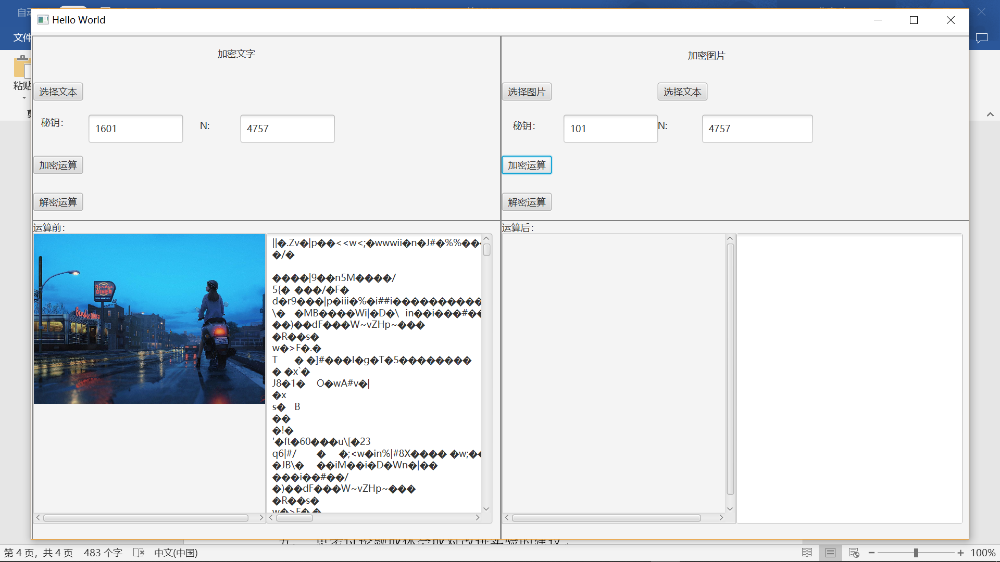 Hello World
文件
粘贴
加密文字
选择文本
秘钥：
1601
N:
4757
加密运算
解密运算
加密图片
选择图片
选择文本
秘钥：
101
N:
4757
加密运算
解密运算
运算前：
DINER
||�.Zv�|p��<<w<;�wwwii�n�J#�%%���
�/�
����|9��n5M����/
5{� ���/�F�
d�r9���|p�iii�%�i##i����������
\� �MB����Wi|�D�\ in��i���#��
��)��dF���W~vZHp~���
�R��s�
w�>F�.�
T � �]#���I�g�T�5��������
� �x`�
J8�1� O�wA#v�|
�x
s� B
��
�!�
'�ft�60���u\[�23
q6|#/ � �;<w�in%|#8X���� �w;��
�JB\� ��iM��i�D�Wn�|��
���i��#��/
�)��dF���W~vZHp~���
�R��s�
w�>F.�
运算后：
第 4 页，共 4 页 483 个字 中文(中国)
100%